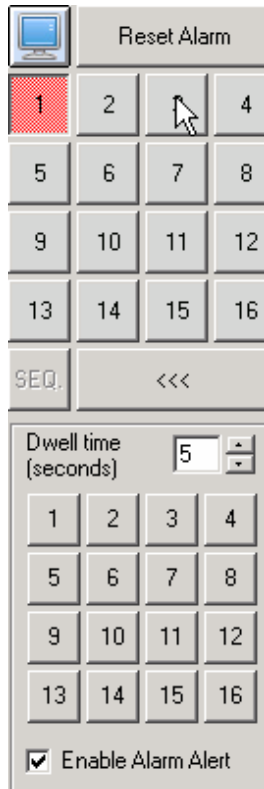 Reset Alarm
1 2 4
5 6 7 8
9 10 11 12
13 14 15 16
SEQ. <<<
Dwell time 5
(seconds)
1 2 3 4
5 6 7 8
9 10 11 12
13 14 15 16
Enable Alarm Alert